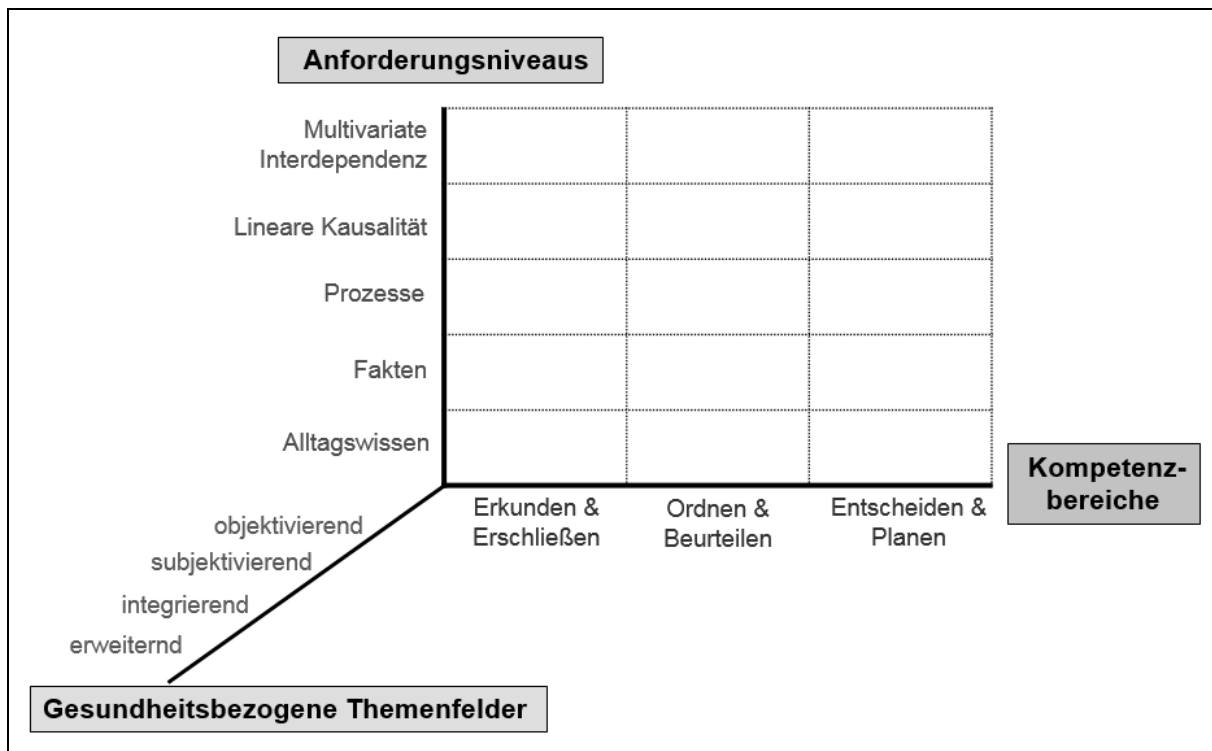 Anforderungsniveaus
Multivariate
Interdependenz
Lineare Kausalität
Prozesse
Fakten
Alltagswissen
Kompetenz-
bereiche
Erkunden &
Erschließen
Ordnen &
Beurteilen
Entscheiden &
Planen
objektivierend
subjektivierend
integrierend
erweiternd
Gesundheitsbezogene Themenfelder